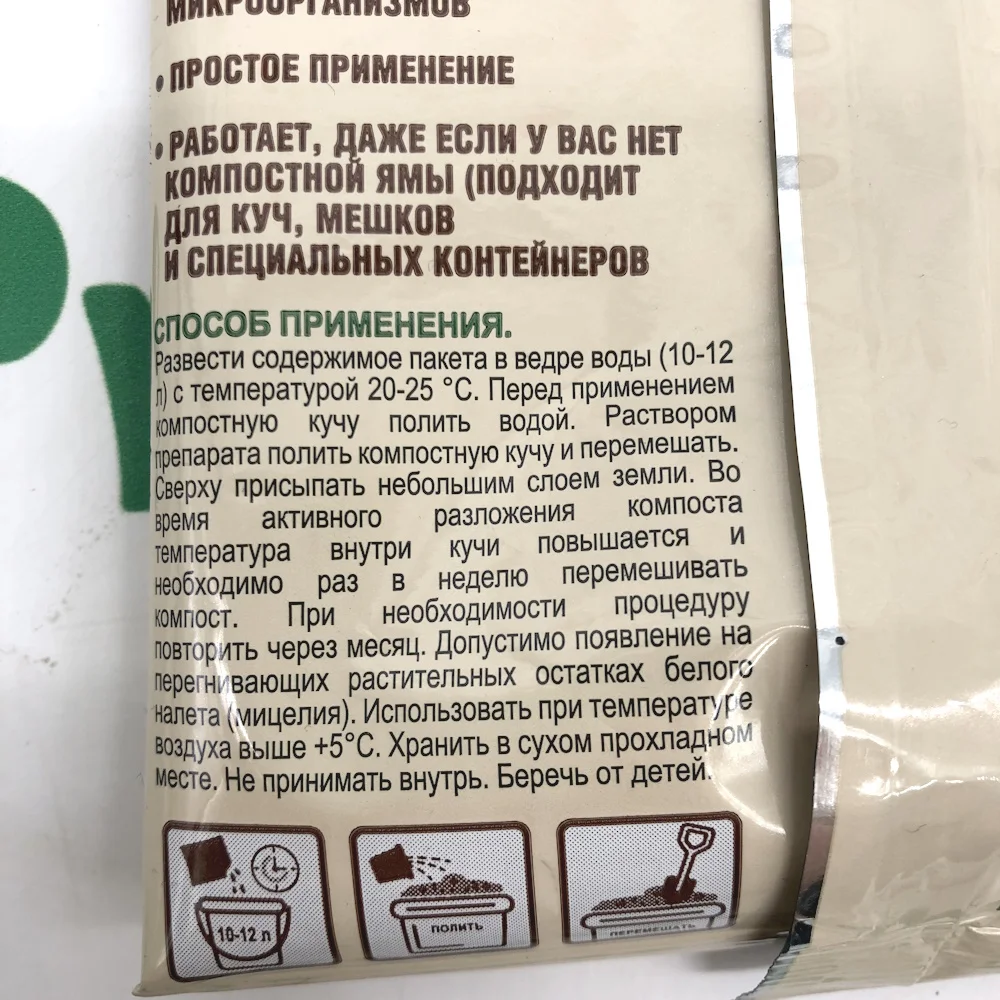 МИКРООРГАНИЗМОВ
• ПРОСТОЕ ПРИМЕНЕНИЕ
• РАБОТАЕТ, ДАЖЕ ЕСЛИ У ВАС НЕТ
КОМПОСТНОЙ ЯМЫ (ПОДХОДИТ
ДЛЯ КУЧ, МЕШКОВ
И СПЕЦИАЛЬНЫХ КОНТЕЙНЕРОВ
СПОСОБ ПРИМЕНЕНИЯ.
Развести содержимое пакета в ведре воды (10-12
л) с температурой 20-25 °С. Перед применением
компостную кучу полить водой. Раствором
препарата полить компостную кучу и перемешать.
Сверху присыпать небольшим слоем земли. Во
время активного разложения компоста
температура внутри кучи повышается и
необходимо раз в неделю перемешивать
компост. При необходимости процедуру
повторить через месяц. Допустимо появление на
перегнивающих растительных остатках белого
налета (мицелия). Использовать при температуре
воздуха выше +5°С. Хранить в сухом прохладном
месте. Не принимать внутрь. Беречь от детей.
10-12 л
ПОЛИТЬ
ПЕРЕМЕШАТЬ